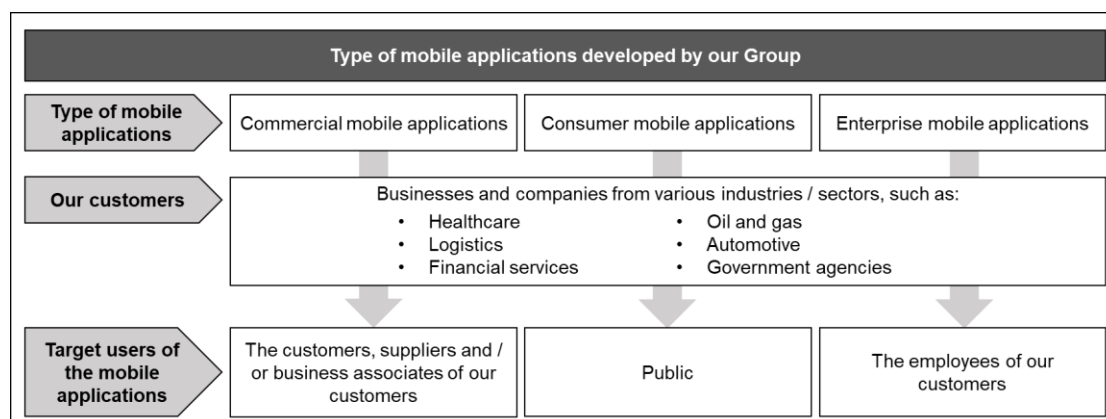 Type of mobile applications developed by our Group
Type of mobile
applications
Commercial mobile applications
Consumer mobile applications
Enterprise mobile applications
Our customers
Businesses and companies from various industries / sectors, such as:
• Healthcare
• Logistics
• Financial services
• Oil and gas
• Automotive
• Government agencies
Target users of
the mobile
applications
The customers, suppliers and /
or business associates of our
customers
Public
The employees of our
customers